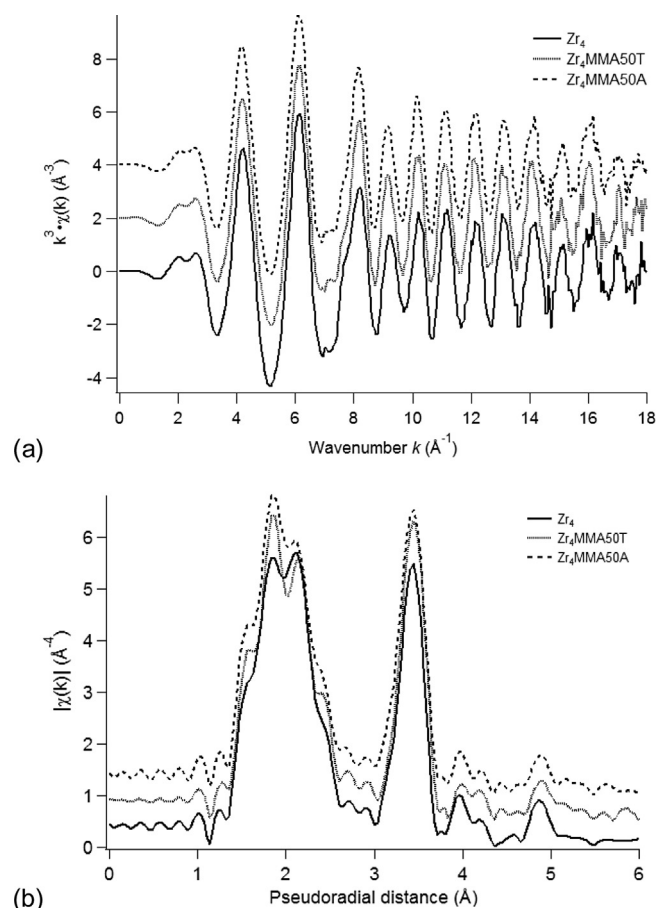 8
6
4
2
0
-2
-4
k³•χ(k) (Å⁻³)
Zr₄
Zr₄MMA50T
Zr₄MMA50A
0 2 4 6 8 10 12 14 16 18
Wavenumber k (Å⁻¹)
(a)
6
5
4
3
2
1
0
|χ(k)| (Å⁻⁴)
Zr₄
Zr₄MMA50T
Zr₄MMA50A
0 1 2 3 4 5 6
Pseudoradial distance (Å)
(b)